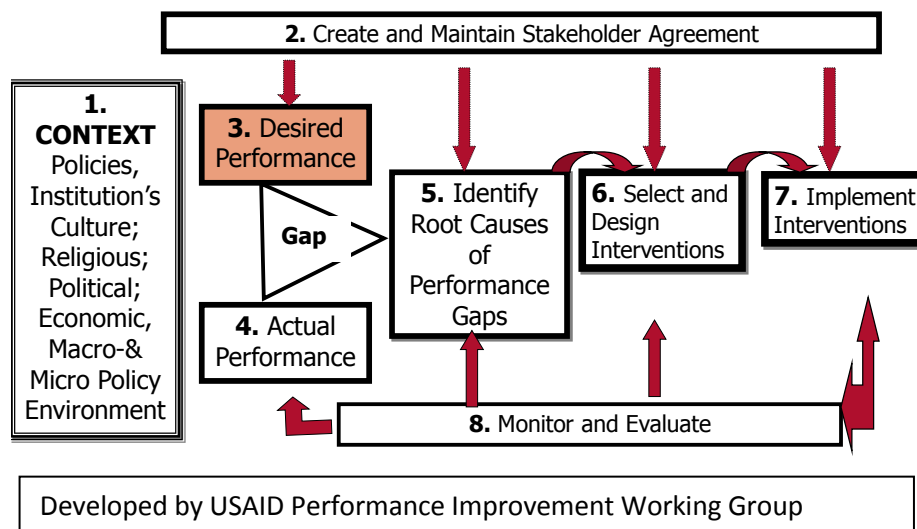 2. Create and Maintain Stakeholder Agreement
1.
CONTEXT
Policies,
Institution’s
Culture;
Religious;
Political;
Economic,
Macro-&
Micro Policy
Environment
3. Desired
Performance
Gap
4. Actual
Performance
5. Identify
Root Causes
of
Performance
Gaps
6. Select and
Design
Interventions
7. Implement
Interventions
8. Monitor and Evaluate
Developed by USAID Performance Improvement Working Group